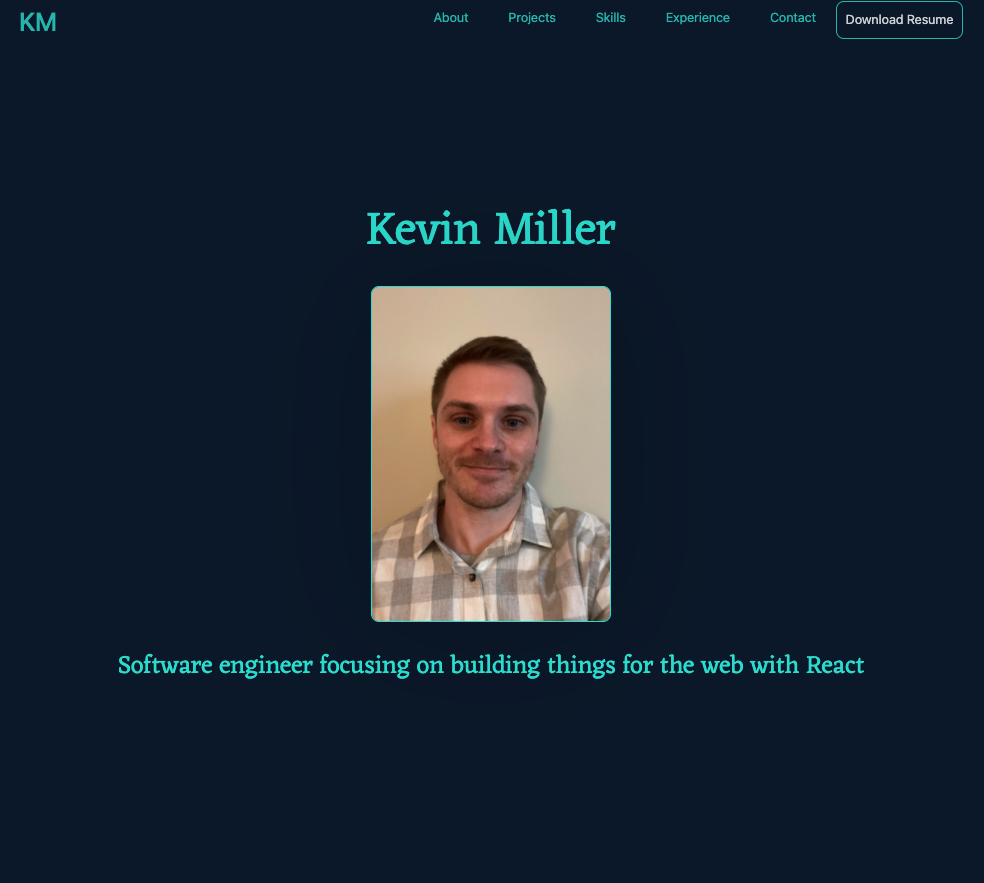 KM
About Projects Skills Experience Contact Download Resume
Kevin Miller
Software engineer focusing on building things for the web with React